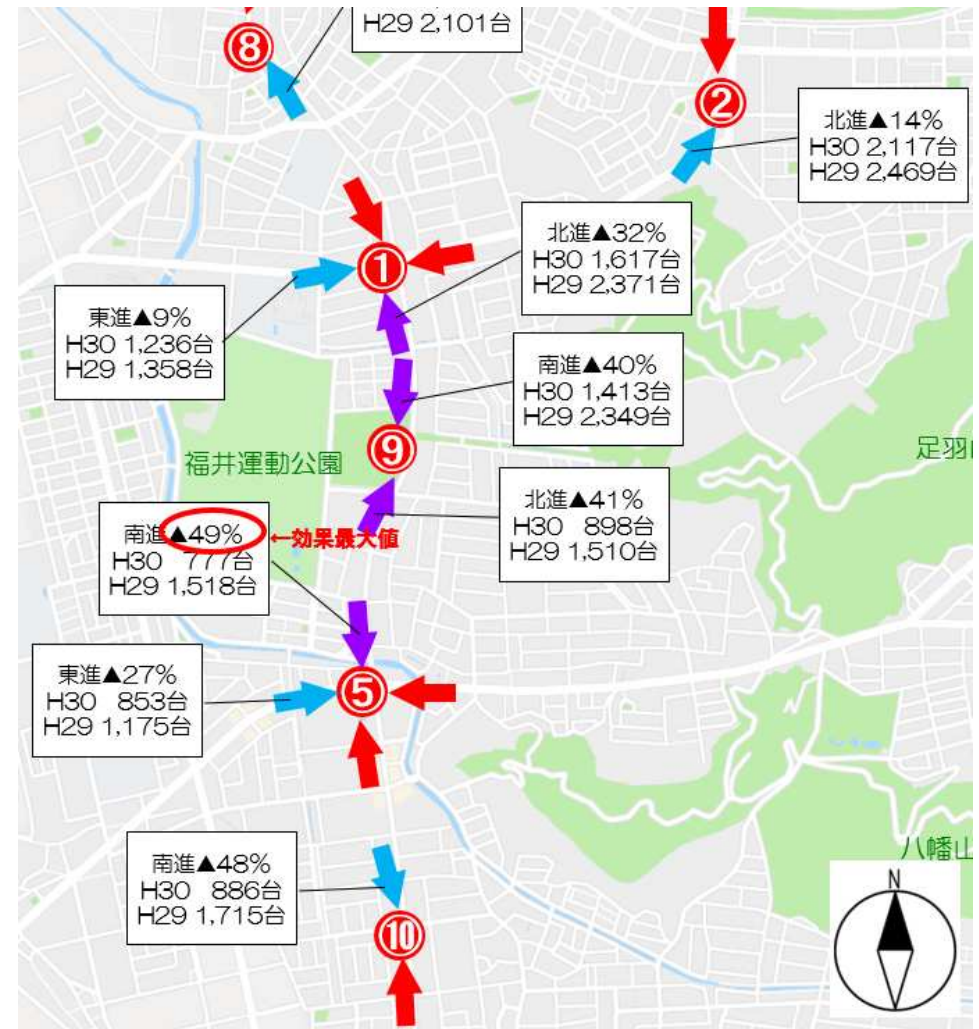 H29 2,101台
⑧
②
北進▲14%
H30 2,117台
H29 2,469台
北進▲32%
H30 1,617台
H29 2,371台
①
東進▲9%
H30 1,236台
H29 1,358台
南進▲40%
H30 1,413台
H29 2,349台
⑨
福井運動公園
足羽
北進▲41%
H30 898台
H29 1,510台
南進▲49%
←効果最大値
H30 777台
H29 1,518台
東進▲27%
H30 853台
H29 1,175台
⑤
南進▲48%
H30 886台
H29 1,715台
⑩
八幡山
N